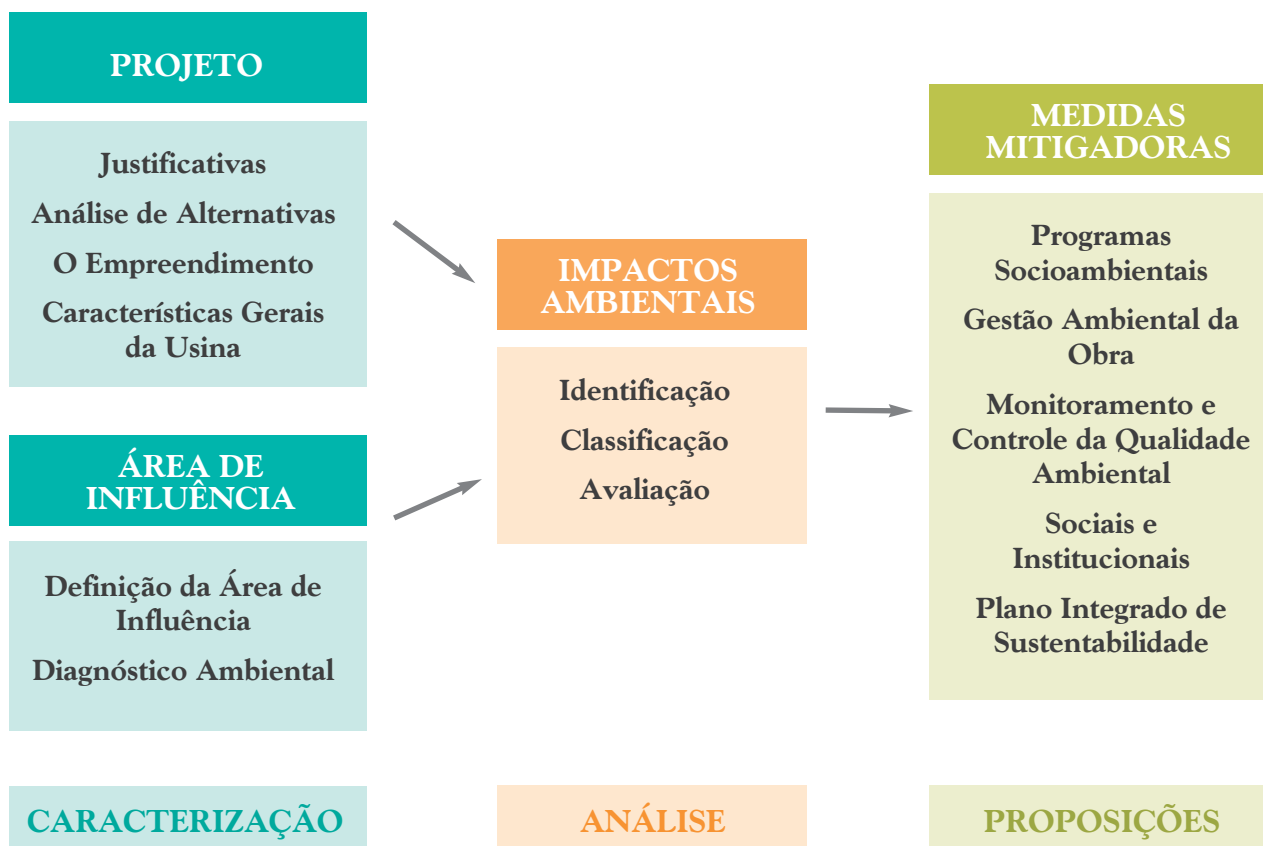 PROJETO
Justificativas
Análise de Alternativas
O Empreendimento
Características Gerais
da Usina
ÁREA DE
INFLUÊNCIA
Definição da Área de
Influência
Diagnóstico Ambiental
CARACTERIZAÇÃO
IMPACTOS
AMBIENTAIS
Identificação
Classificação
Avaliação
ANÁLISE
MEDIDAS
MITIGADORAS
Programas
Socioambientais
Gestão Ambiental da
Obra
Monitoramento e
Controle da Qualidade
Ambiental
Sociais e
Institucionais
Plano Integrado de
Sustentabilidade
PROPOSIÇÕES